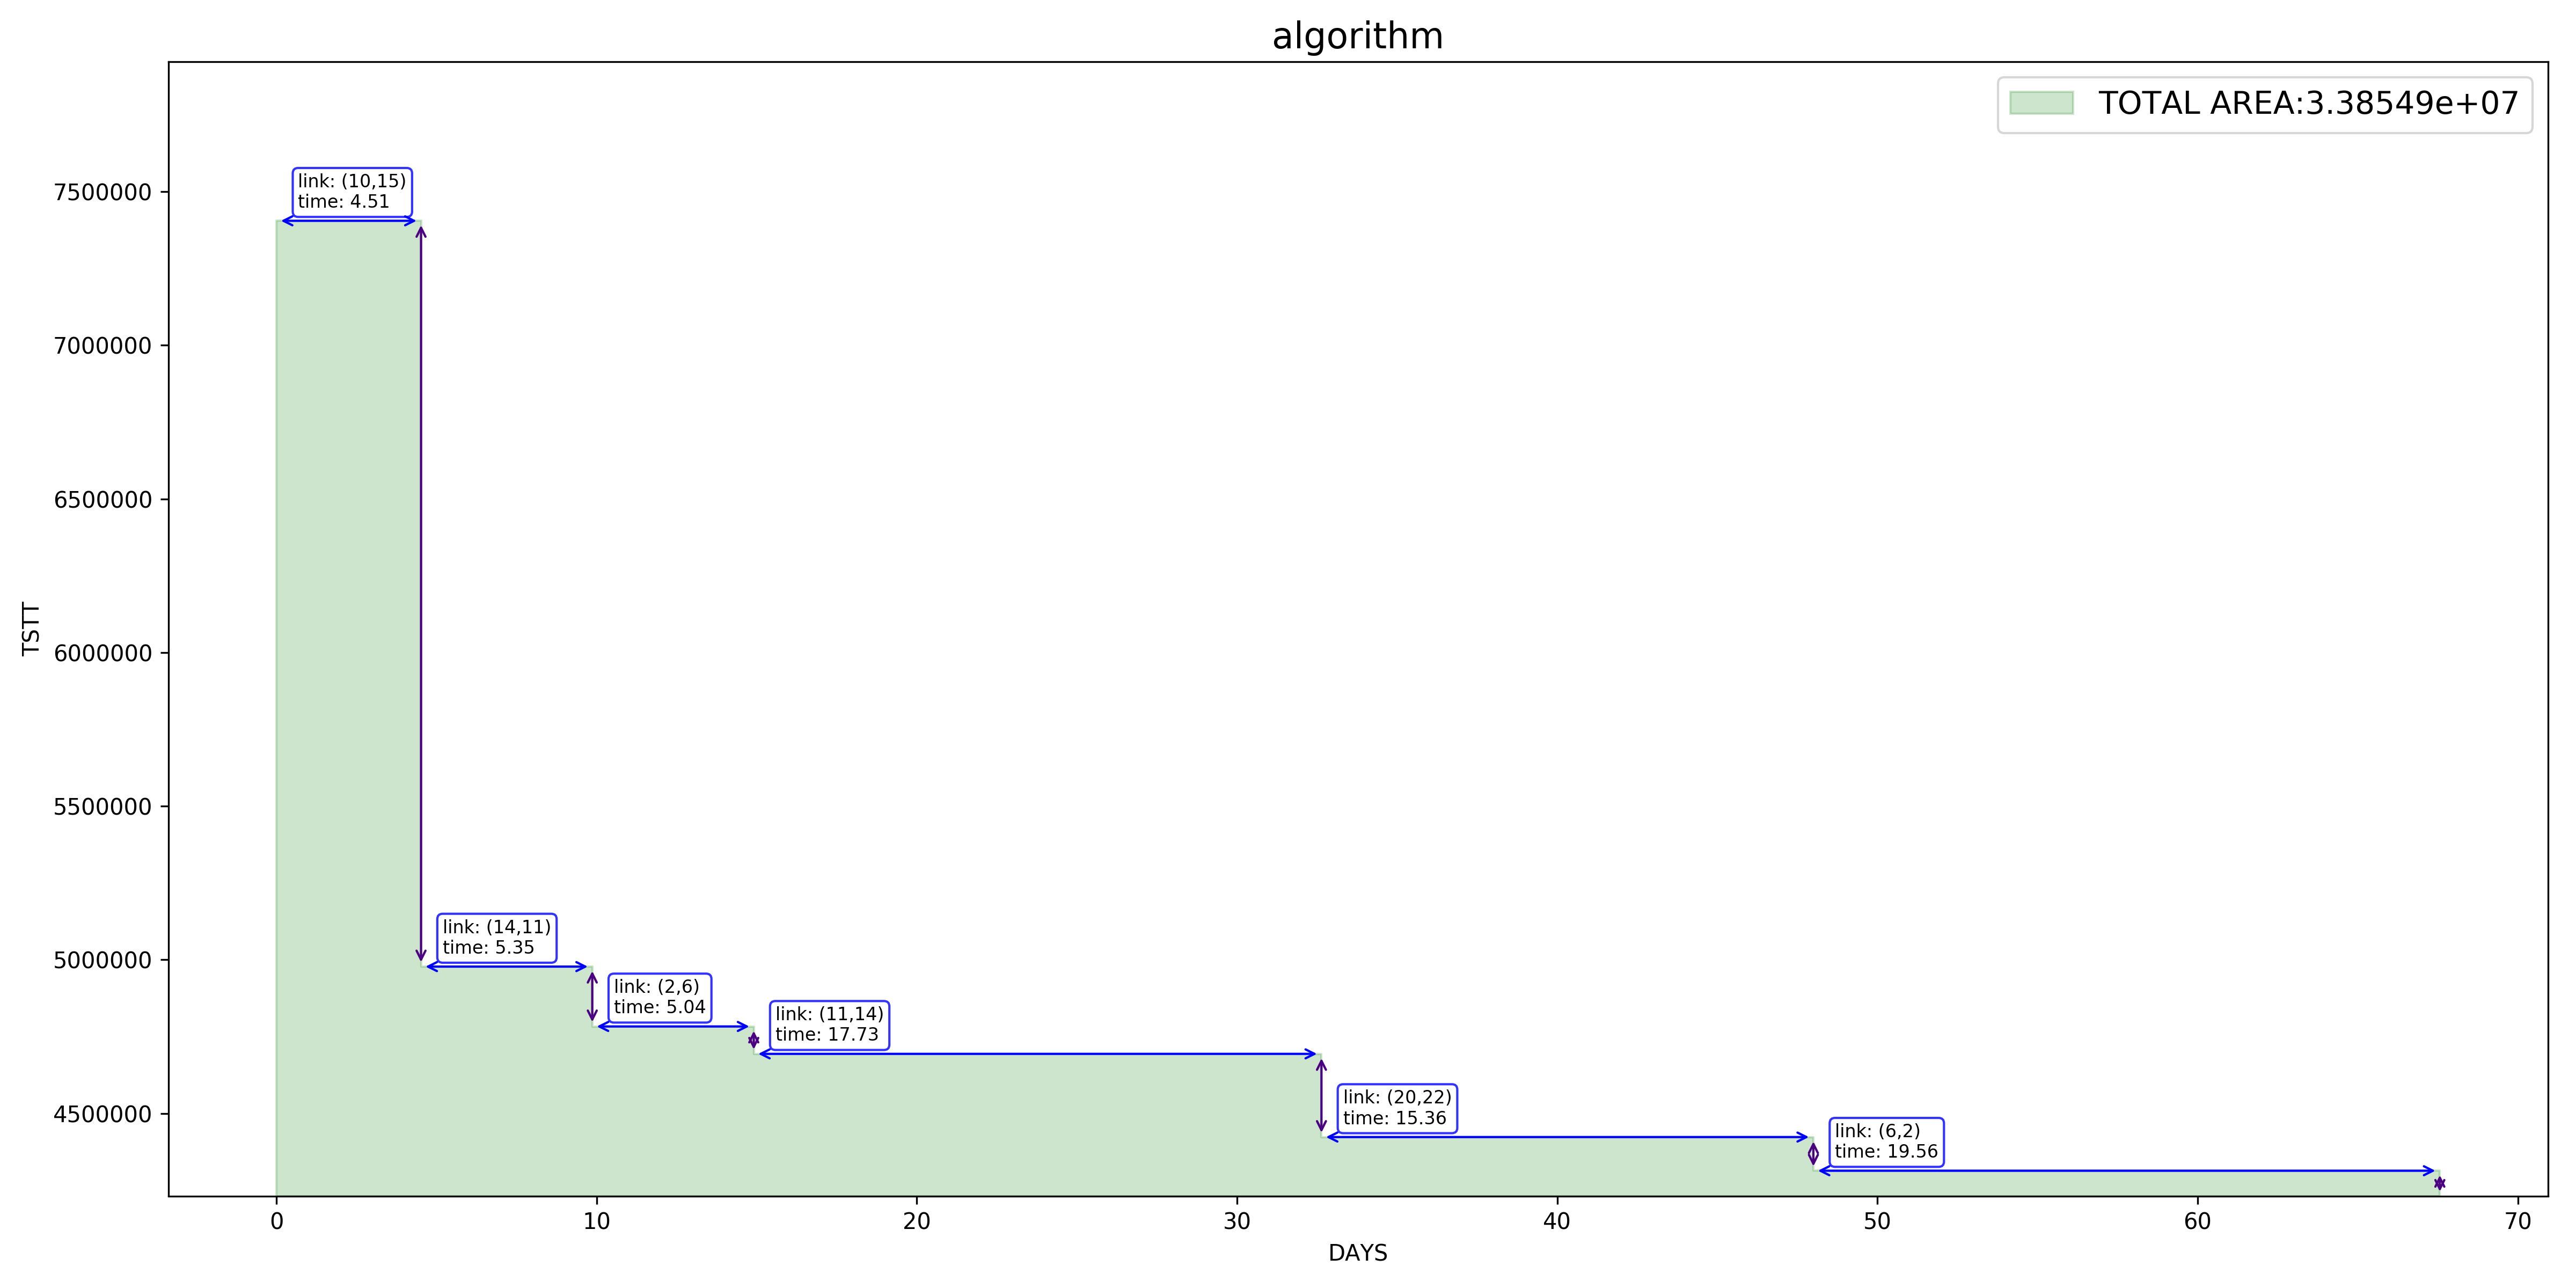 algorithm
TOTAL AREA:3.38549e+07
link: (10,15)
time: 4.51
7500000
7000000
6500000
6000000
5500000
5000000
4500000
TSTT
link: (14,11)
time: 5.35
link: (2,6)
time: 5.04
link: (11,14)
time: 17.73
link: (20,22)
time: 15.36
link: (6,2)
time: 19.56
0 10 20 30 40 50 60 70
DAYS